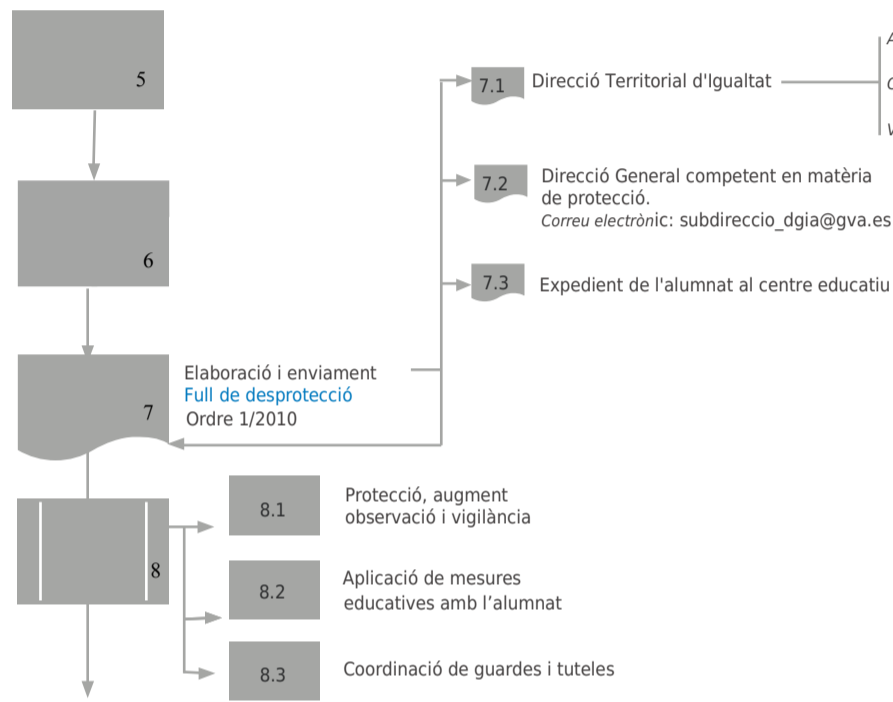 5
6
7
Elaboració i enviament
Full de desprotecció
Ordre 1/2010
7.1
Direcció Territorial d'Igualtat
7.2
Direcció General competent en matèria
de protecció.
Correu electrònic: subdireccio_dgia@gva.es
7.3
Expedient de l'alumnat al centre educatiu
8
8.1
Protecció, augment
observació i vigilància
8.2
Aplicació de mesures
educatives amb l’alumnat
8.3
Coordinació de guardes i tuteles